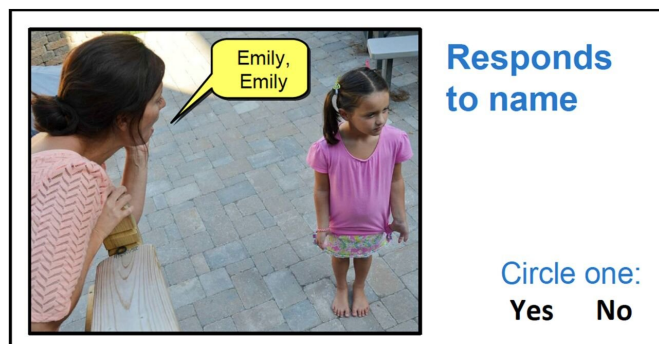 Emily,
Emily
Responds
to name
Circle one:
Yes No